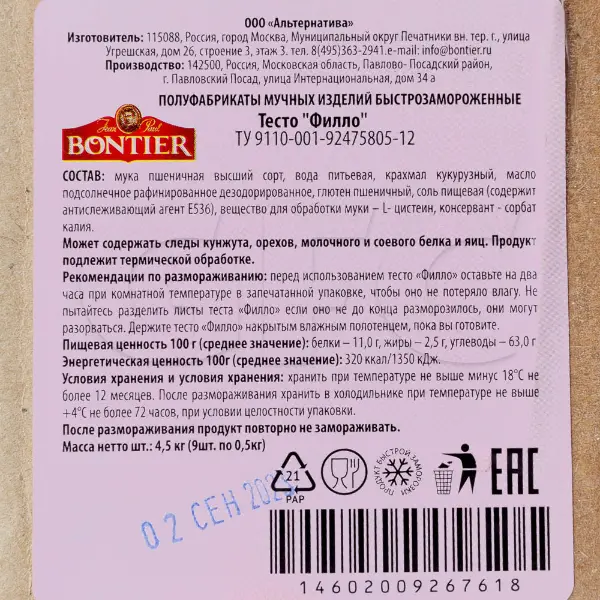 ООО «Альтернатива»
Изготовитель: 115088, Россия, город Москва, Муниципальный округ Печатники вн. тер. г., улица
Угрешская, дом 26, строение 3, этаж 3. тел. 8(495)363-2941.e-mail: info@bontier.ru
Производство: 142500, Россия, Московская область, Павлово- Посадский район,
г. Павловский Посад, улица Интернациональная, дом 34 а
ПОЛУФАБРИКАТЫ МУЧНЫХ ИЗДЕЛИЙ БЫСТРОЗАМОРОЖЕННЫЕ
Тесто "Филло"
ТУ 9110-001-92475805-12
Jean Paul
BONTIER
СОСТАВ: мука пшеничная высший сорт, вода питьевая, крахмал кукурузный, масло
подсолнечное рафинированное дезодорированное, глютен пшеничный, соль пищевая (содержит
антислеживающий агент Е536), вещество для обработки муки – L- цистеин, консервант - сорбат
калия.
Может содержать следы кунжута, орехов, молочного и соевого белка и яиц. Продукт
подлежит термической обработке.
Рекомендации по размораживанию: перед использованием тесто «Филло» оставьте на два
часа при комнатной температуре в запечатанной упаковке, чтобы оно не потеряло влагу. Не
пытайтесь разделить листы теста «Филло» если оно не до конца разморозилось, они могут
разорваться. Держите тесто «Филло» накрытым влажным полотенцем, пока вы готовите.
Пищевая ценность 100 г (среднее значение): белки – 11,0 г, жиры - 2,5 г, углеводы – 63,0 г
Энергетическая ценность 100г (среднее значение): 320 ккал/1350 кДж.
Условия хранения и условия хранения: хранить при температуре не выше минус 18°С не
более 12 месяцев. После размораживания хранить в холодильнике при температуре не выше
+4°С не более 72 часов, при условии целостности упаковки.
После размораживания продукт повторно не замораживать.
Масса нетто шт.: 4,5 кг (9шт. по 0,5кг)
21
PAP
ПРОДУКТ БЫСТРОЙ ЗАМОРОЗКИ
EAC
02 СЕН
14602009267618